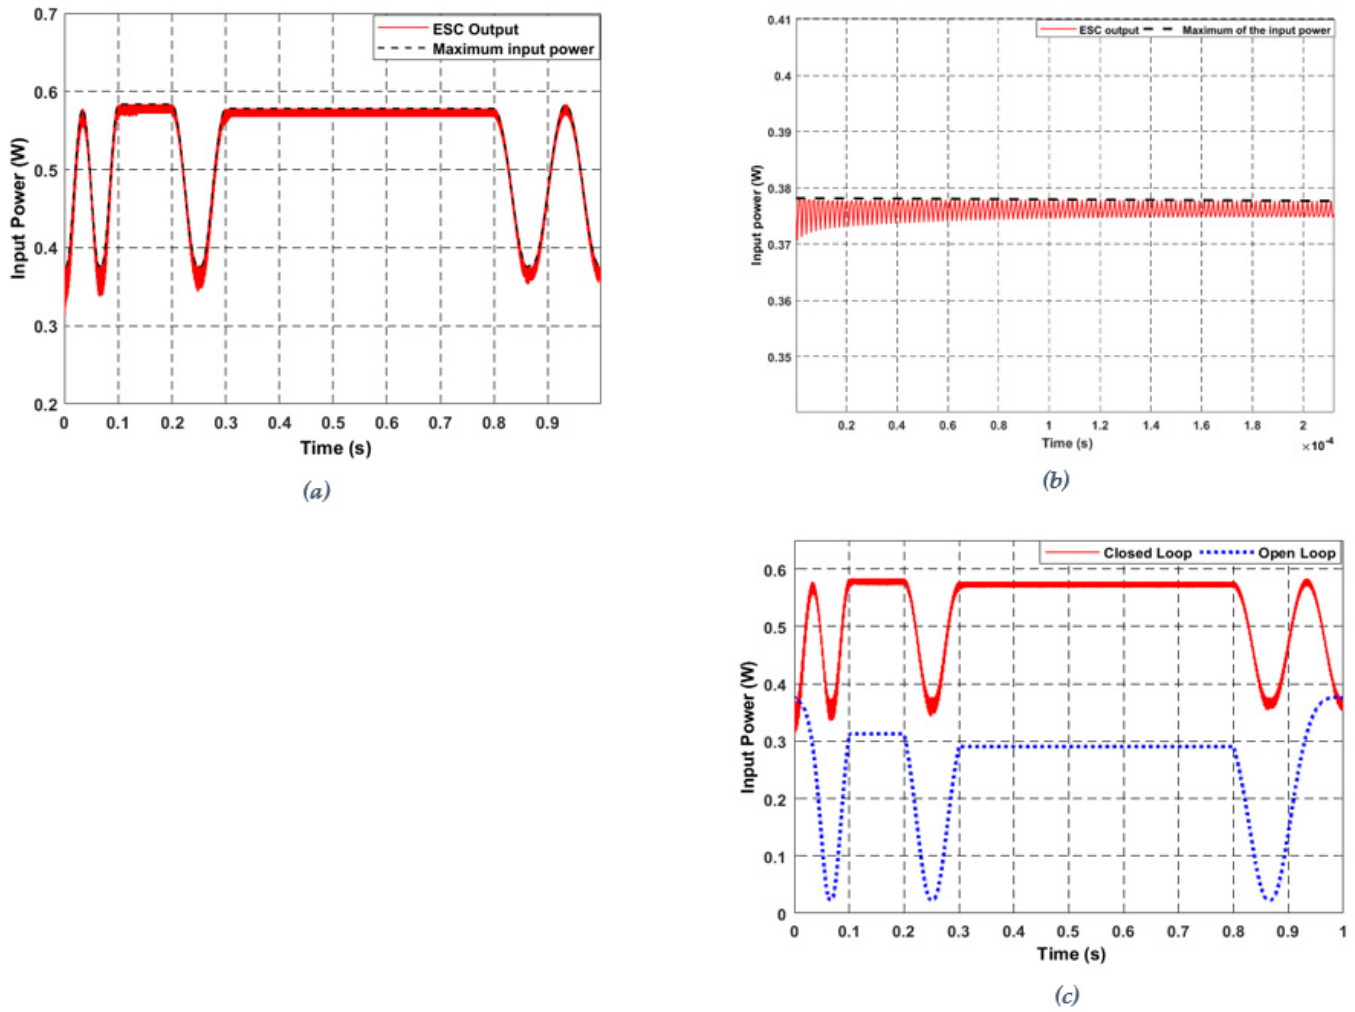 0.7
0.6
0.5
0.4
0.3
0.2
Input Power (W)
ESC Output
Maximum input power
0 0.1 0.2 0.3 0.4 0.5 0.6 0.7 0.8 0.9
Time (s)
(a)
0.41
0.4
0.39
0.38
0.37
0.36
0.35
Input power (W)
ESC output Maximum of the input power
0.2 0.4 0.6 0.8 1 1.2 1.4 1.6 1.8 2
Time (s)
×10-4
(b)
0.6
0.5
0.4
0.3
0.2
0.1
0
Input Power (W)
Closed Loop Open Loop
0 0.1 0.2 0.3 0.4 0.5 0.6 0.7 0.8 0.9 1
Time (s)
(c)